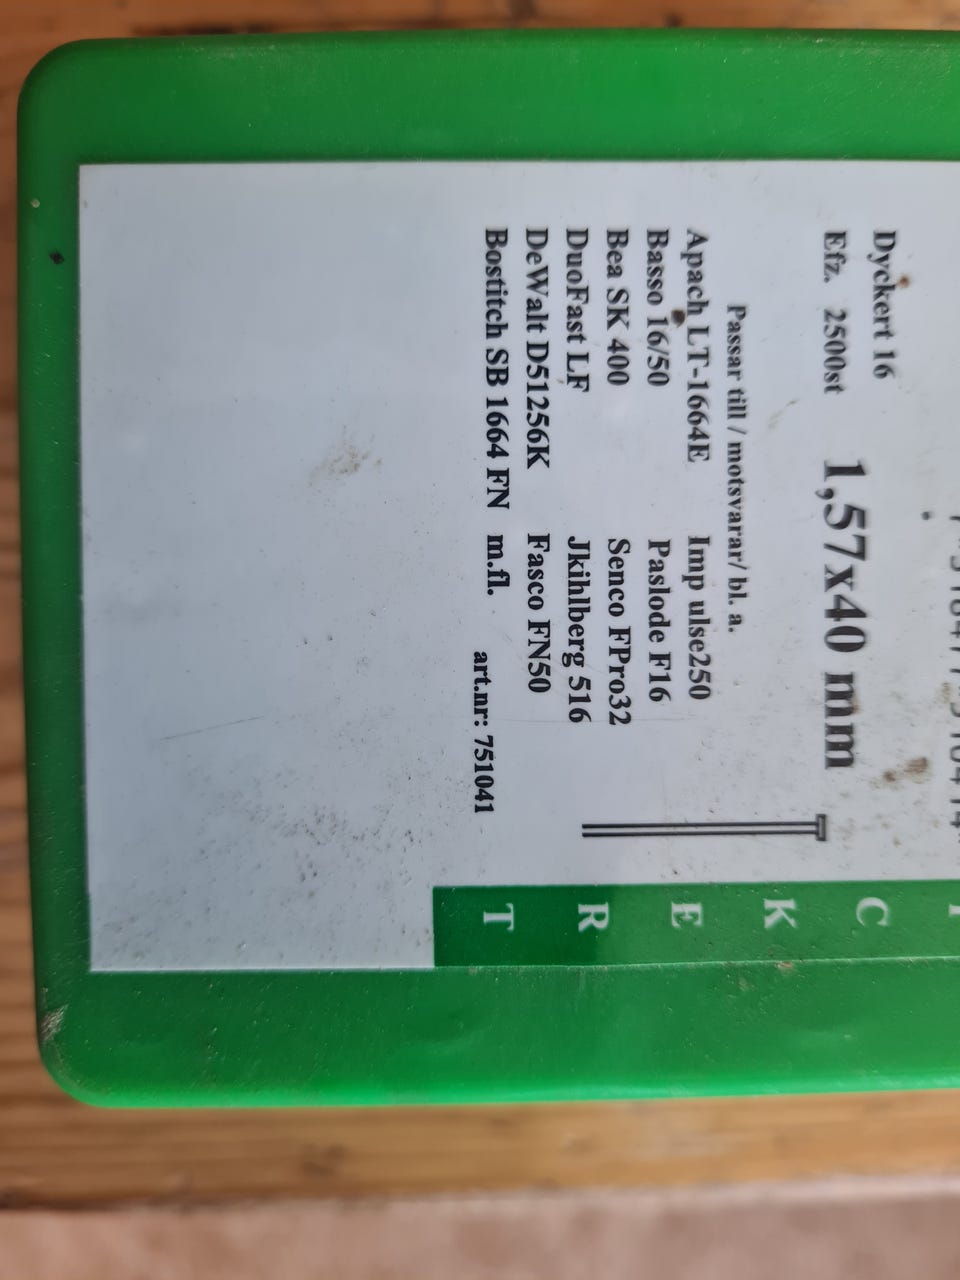 Dyckert 16
Efz. 2500st 1,57x40 mm
Passar till / motsvarar/ bl. a.
Apach LT-1664E Imp ulse250
Basso 16/50 Paslode F16
Bea SK 400 Senco FPro32
DuoFast LF Jkihlberg 516
DeWalt D51256K Fasco FN50
Bostitch SB 1664 FN m.fl.
art.nr: 751041
C
K
E
R
T